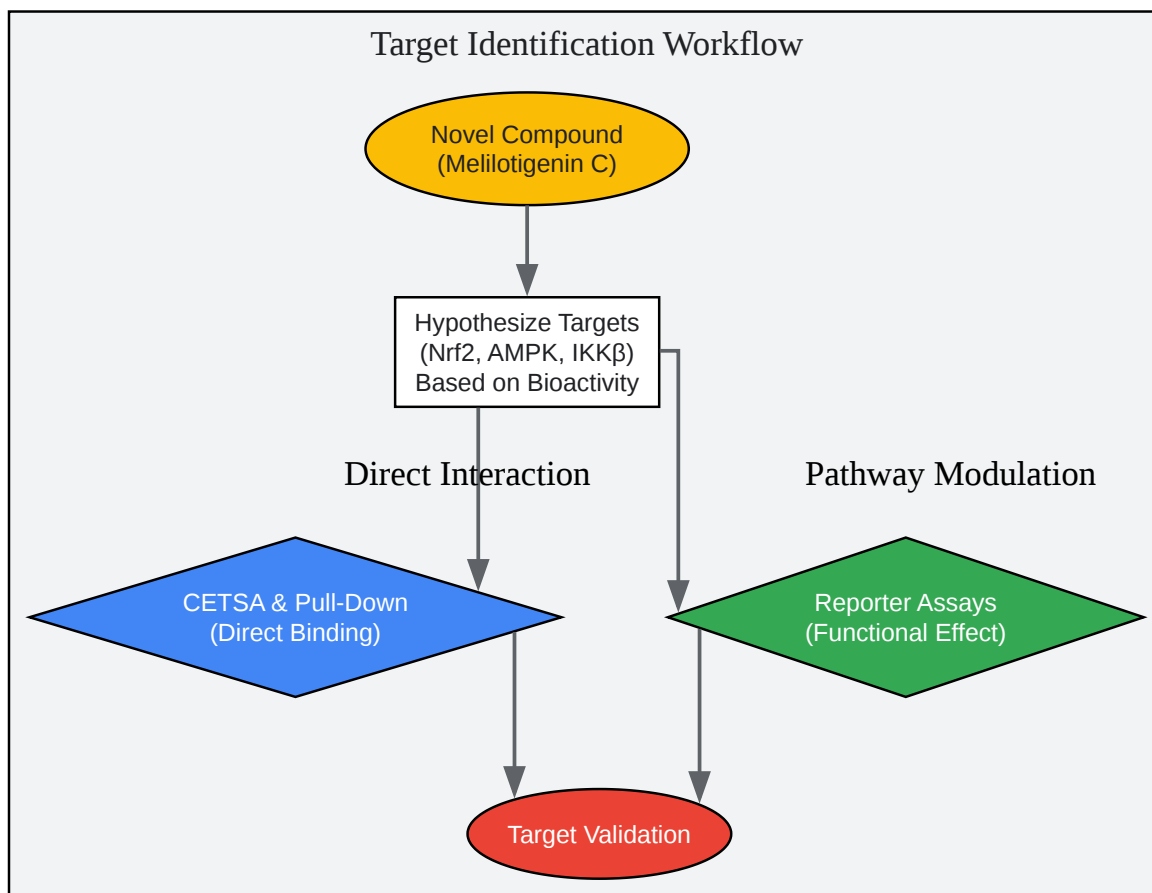 Target Identification Workflow
Novel Compound
(Melilotigenin C)
Hypothesize Targets
(Nrf2, AMPK, IKKβ)
Based on Bioactivity
Direct Interaction
Pathway Modulation
CETSA & Pull-Down
(Direct Binding)
Reporter Assays
(Functional Effect)
Target Validation